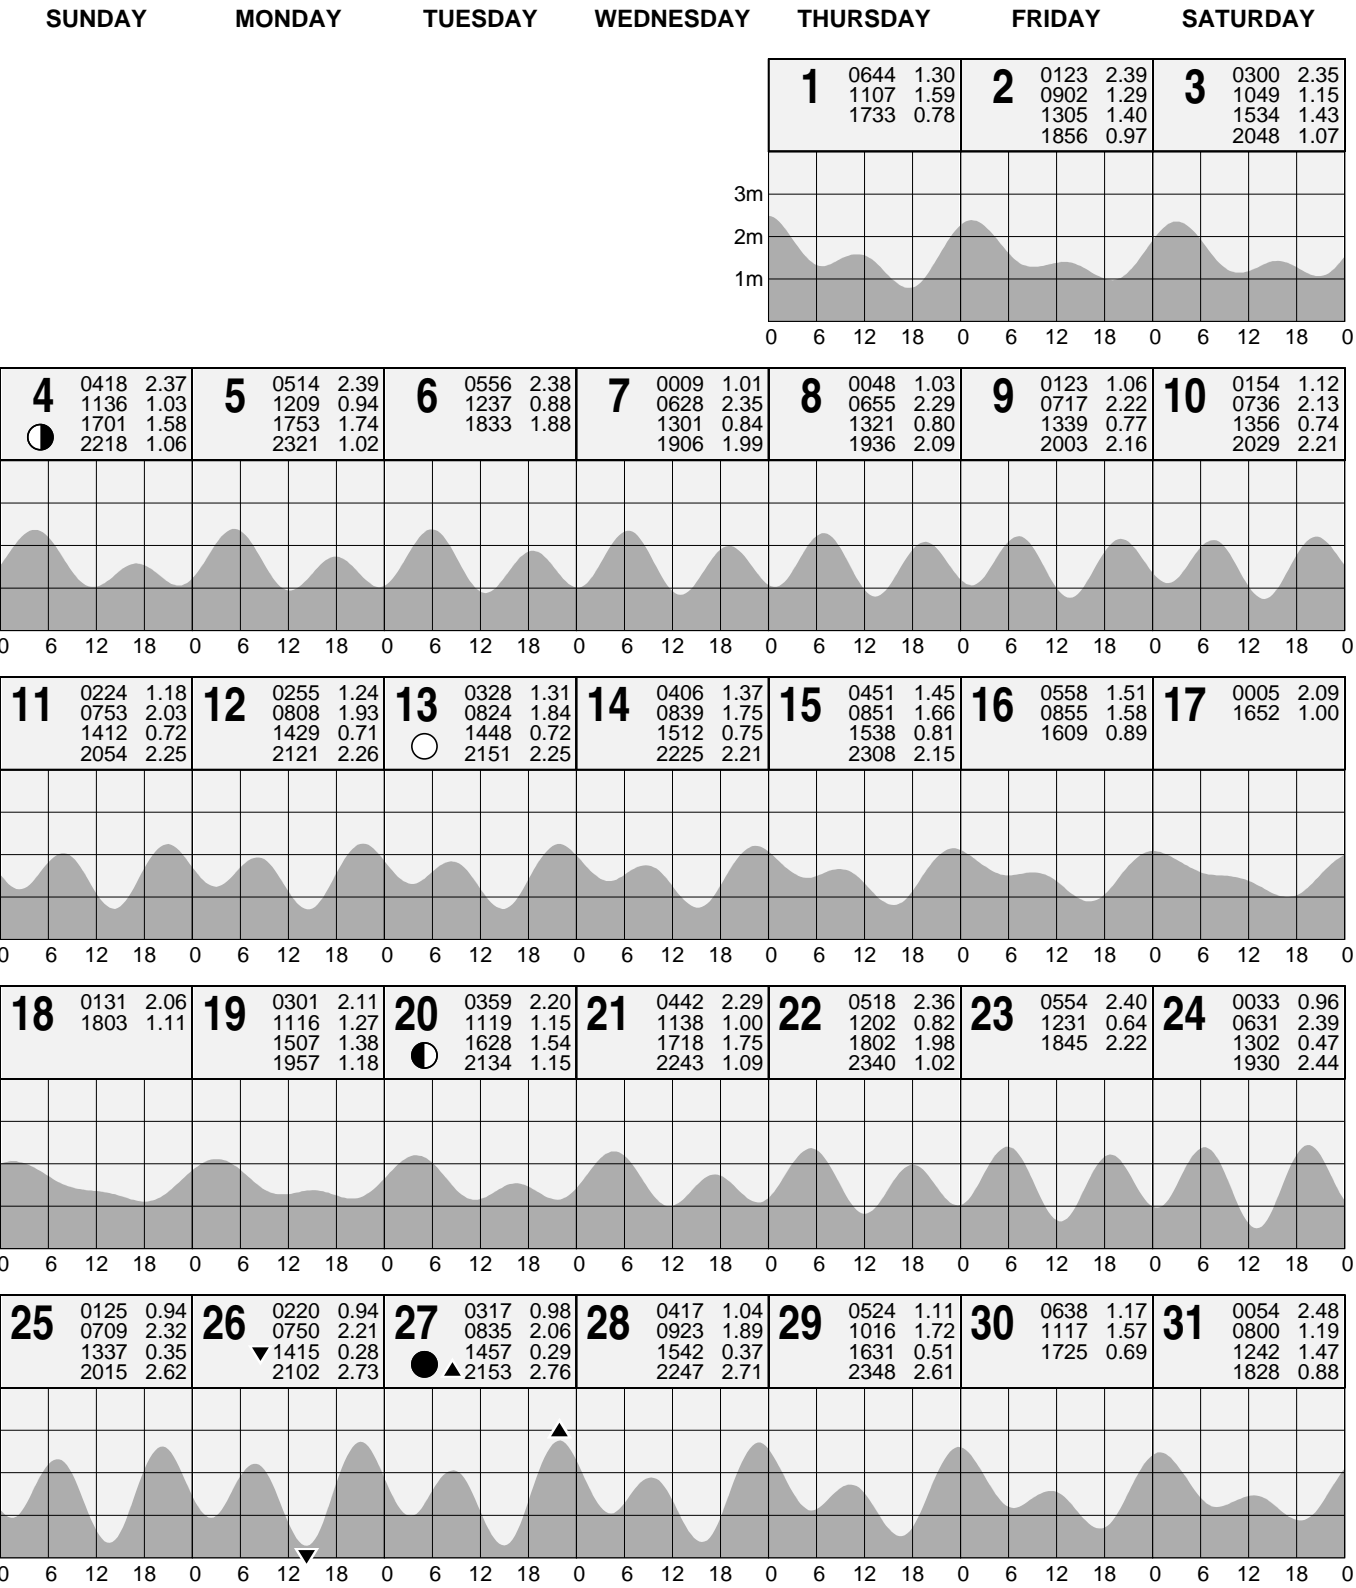 SUNDAY MONDAY TUESDAY WEDNESDAY THURSDAY FRIDAY SATURDAY
1 0644 1.30 2 0123 2.39 3 0300 2.35
1107 1.59 0902 1.29 1049 1.15
1733 0.78 1305 1.40 1534 1.43
1856 0.97 2048 1.07
3m
2m
1m
0 6 12 18 0 6 12 18 0 6 12 18 0
4 0418 2.37 5 0514 2.39 6 0556 2.38 7 0009 1.01 8 0048 1.03 9 0123 1.06 10 0154 1.12
1136 1.03 1209 0.94 1237 0.88 0628 2.35 0655 2.29 0717 2.22 0736 2.13
1701 1.58 1753 1.74 1833 1.88 1301 0.84 1321 0.80 1339 0.77 1356 0.74
2218 1.06 2321 1.02 1906 1.99 1936 2.09 2003 2.16 2029 2.21
0 6 12 18 0 6 12 18 0 6 12 18 0 6 12 18 0 6 12 18 0 6 12 18 0 6 12 18 0
11 0224 1.18 12 0255 1.24 13 0328 1.31 14 0406 1.37 15 0451 1.45 16 0558 1.51 17 0005 2.09
0753 2.03 0808 1.93 0824 1.84 0839 1.75 0851 1.66 0855 1.58 1652 1.00
1412 0.72 1429 0.71 1448 0.72 1512 0.75 1538 0.81 1609 0.89
2054 2.25 2121 2.26 2151 2.25 2225 2.21 2308 2.15
0 6 12 18 0 6 12 18 0 6 12 18 0 6 12 18 0 6 12 18 0 6 12 18 0 6 12 18 0
18 0131 2.06 19 0301 2.11 20 0359 2.20 21 0442 2.29 22 0518 2.36 23 0554 2.40 24 0033 0.96
1803 1.11 1116 1.27 1119 1.15 1138 1.00 1202 0.82 1231 0.64 0631 2.39
1507 1.38 1628 1.54 1718 1.75 1802 1.98 1845 2.22 1302 0.47
1957 1.18 2134 1.15 2243 1.09 2340 1.02 1930 2.44
0 6 12 18 0 6 12 18 0 6 12 18 0 6 12 18 0 6 12 18 0 6 12 18 0 6 12 18 0
25 0125 0.94 26 0220 0.94 27 0317 0.98 28 0417 1.04 29 0524 1.11 30 0638 1.17 31 0054 2.48
0709 2.32 0750 2.21 0835 2.06 0923 1.89 1016 1.72 1117 1.57 0800 1.19
1337 0.35 1415 0.28 1457 0.29 1542 0.37 1631 0.51 1725 0.69 1242 1.47
2015 2.62 2102 2.73 2153 2.76 2247 2.71 2348 2.61 1828 0.88
0 6 12 18 0 6 12 18 0 6 12 18 0 6 12 18 0 6 12 18 0 6 12 18 0 6 12 18 0